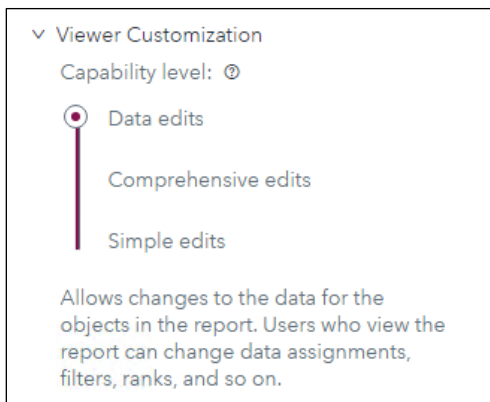 Viewer Customization
Capability level: ?
Data edits
Comprehensive edits
Simple edits
Allows changes to the data for the
objects in the report. Users who view the
report can change data assignments,
filters, ranks, and so on.